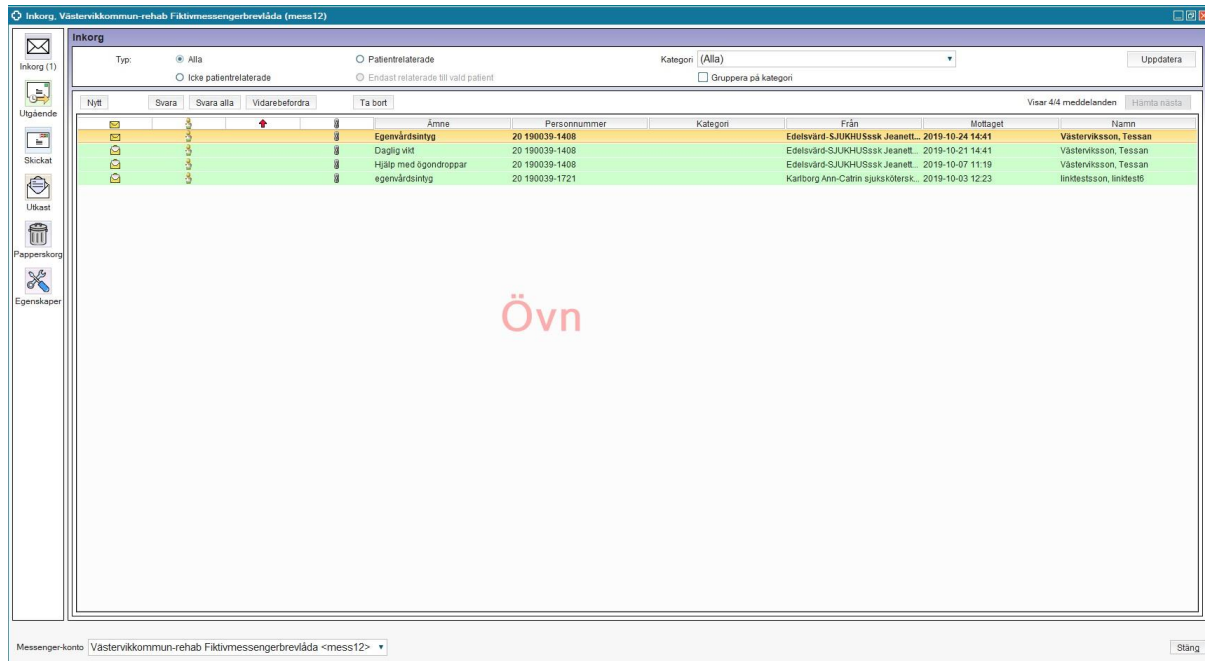 Inkorg, Västervikkommun-rehab Fiktivmessengerbrevlåda (mess12)
Inkorg
Inkorg (1)
Utgående
Skickat
Utkast
Papperskorg
Egenskaper
Typ: Alla Patientrelaterade Kategori (Alla) Uppdatera
Icke patientrelaterade Endast relaterade till vald patient Gruppera på kategori
Nytt Svara Svara alla Vidarebefordra Ta bort Visar 4/4 meddelanden Hämta nästa
Ämne Personnummer Kategori Från Mottaget Namn
Egenvårdsintyg 20 190039-1408 Edelsvärd-SJUKHUSssk Jeanett... 2019-10-24 14:41 Västerviksson, Tessan
Daglig vikt 20 190039-1408 Edelsvärd-SJUKHUSssk Jeanett... 2019-10-21 14:41 Västerviksson, Tessan
Hjälp med ögondroppar 20 190039-1408 Edelsvärd-SJUKHUSssk Jeanett... 2019-10-07 11:19 Västerviksson, Tessan
egenvårdsintyg 20 190039-1721 Karlborg Ann-Catrin sjukskötersk... 2019-10-03 12:23 linktestsson, linktest6
Övn
Messenger-konto Västervikkommun-rehab Fiktivmessengerbrevlåda <mess12> Stäng